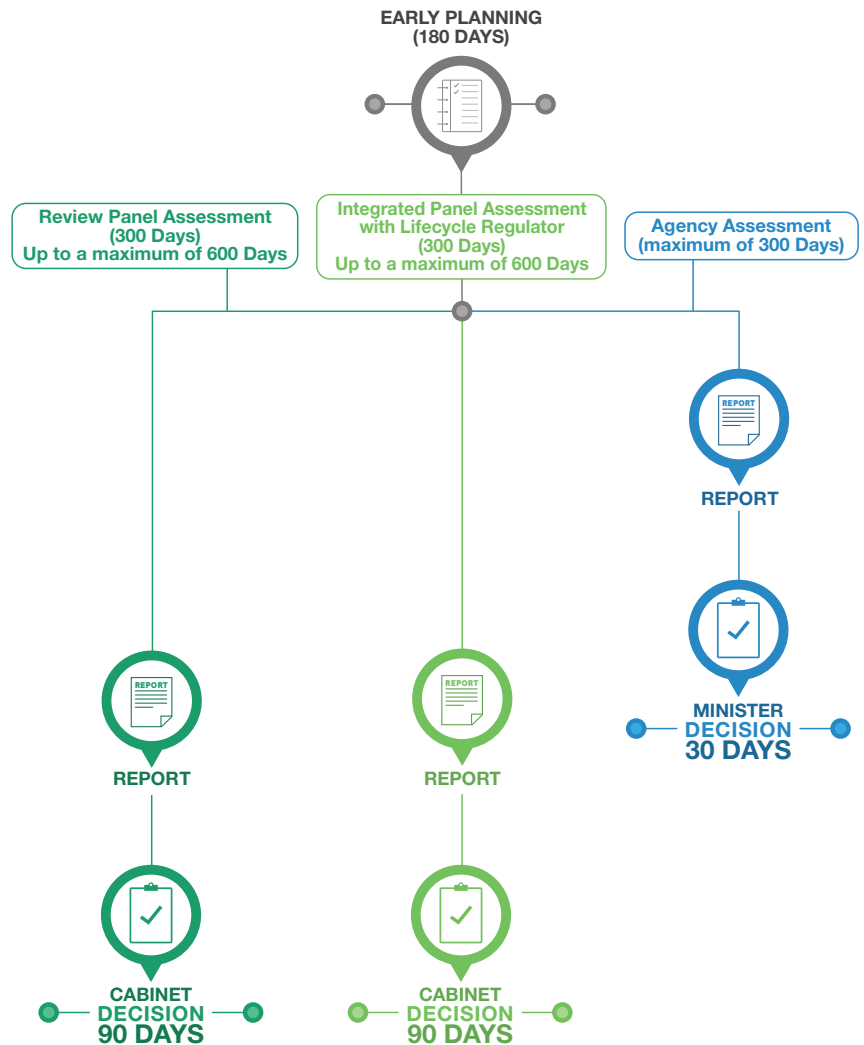 EARLY PLANNING
(180 DAYS)
Review Panel Assessment
(300 Days)
Up to a maximum of 600 Days
Integrated Panel Assessment
with Lifecycle Regulator
(300 Days)
Up to a maximum of 600 Days
Agency Assessment
(maximum of 300 Days)
REPORT
REPORT
MINISTER
DECISION
30 DAYS
REPORT
REPORT
CABINET
DECISION
90 DAYS
REPORT
REPORT
CABINET
DECISION
90 DAYS